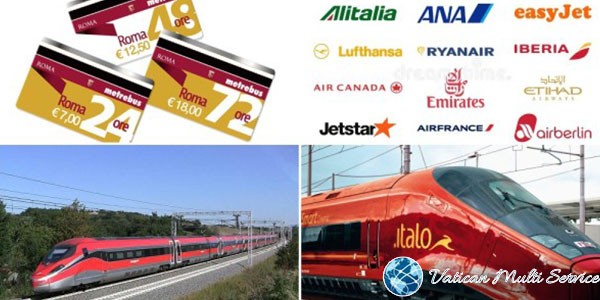 48
ore
ROMA
Roma
€ 12,50
metrebus
ROMA
Roma
€ 7,00
24
ore
metrebus
ROMA
Roma
€ 18,00
72
ore
metrebus
Alitalia
ANA
easyJet
Lufthansa
RYANAIR
IBERIA
AIR CANADA
Emirates
الإتحاد
ETIHAD
AIRWAYS
Jetstar
AIRFRANCE
airberlin
italo
Vatican Multi Service